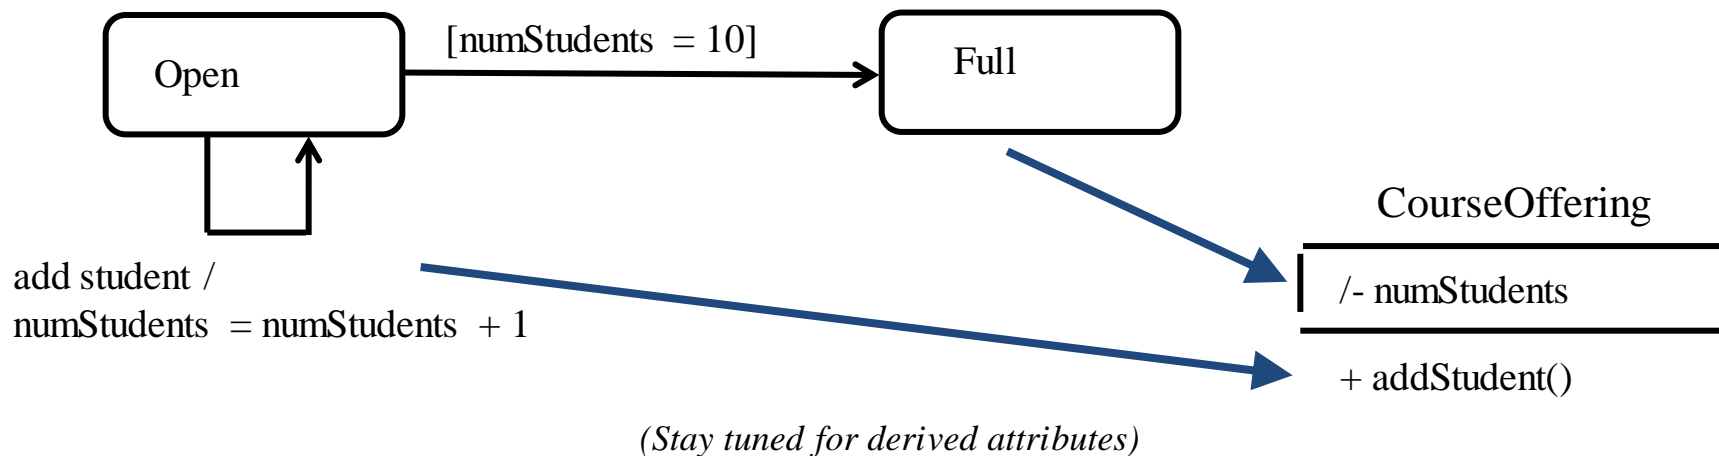 [numStudents = 10]
Open
Full
CourseOffering
add student /
numStudents = numStudents + 1
/- numStudents
+ addStudent()
(Stay tuned for derived attributes)